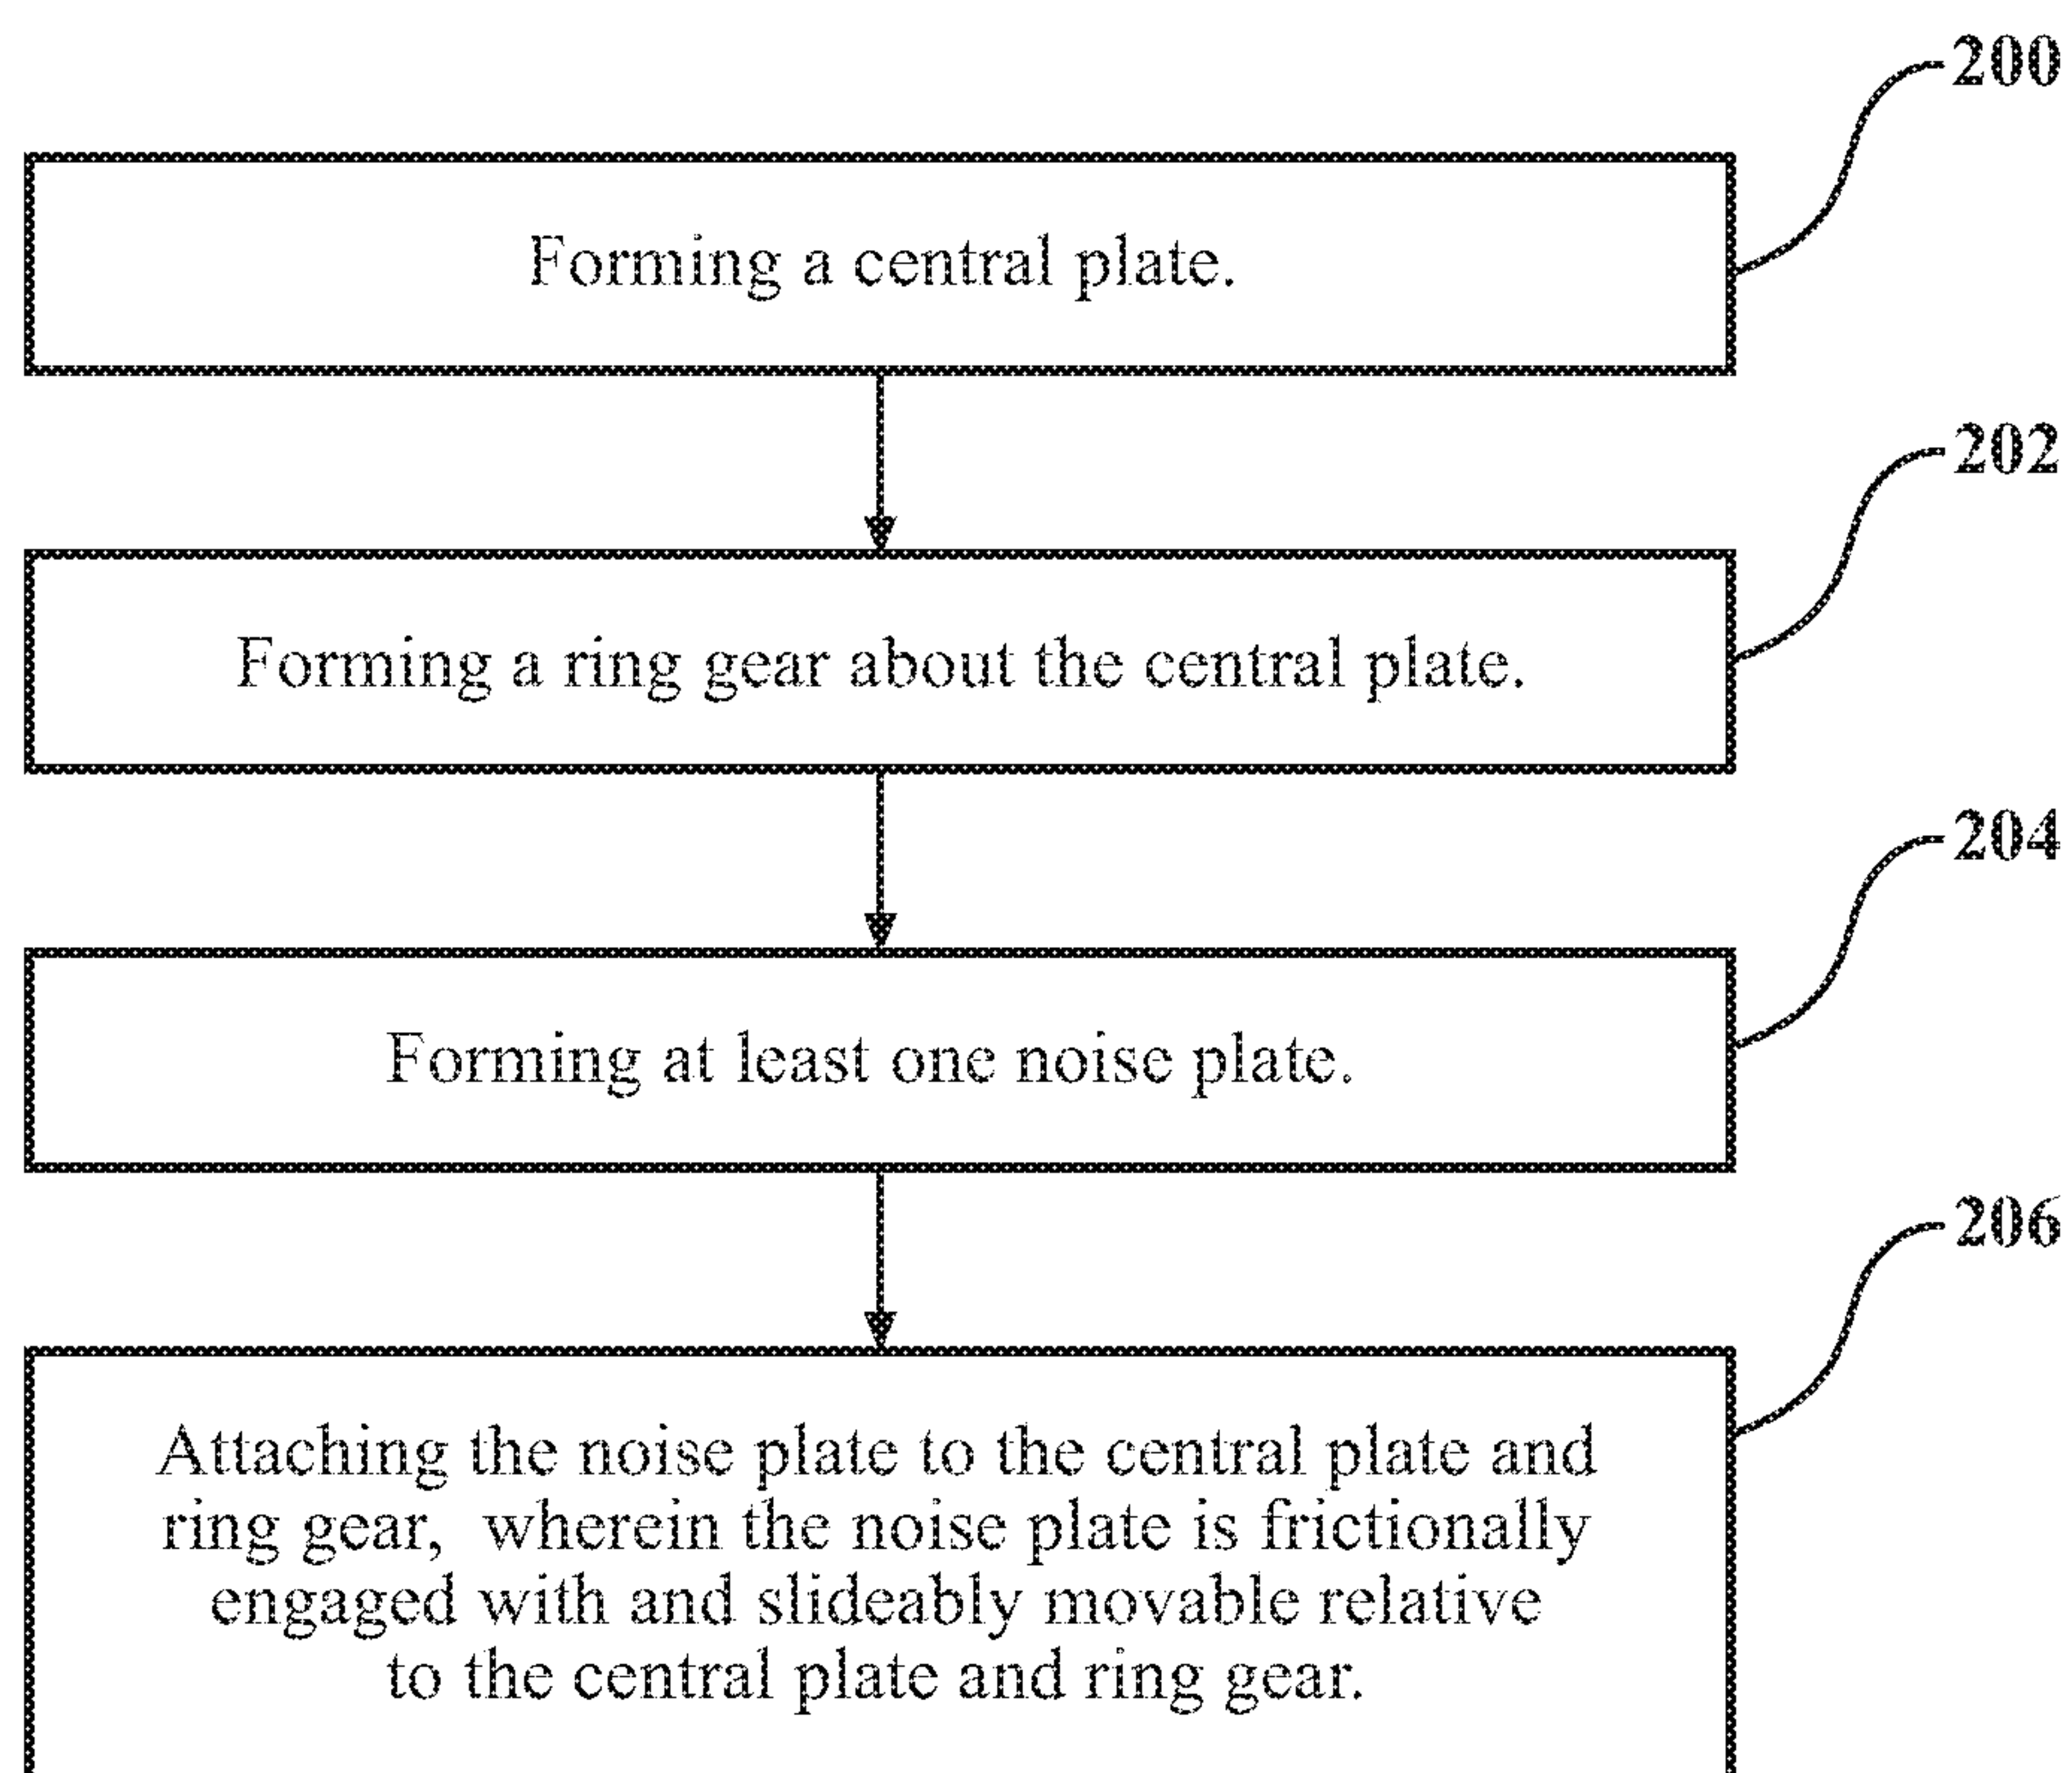 200
Forming a central plate.
202
Forming a ring gear about the central plate.
204
Forming at least one noise plate.
206
Attaching the noise plate to the central plate and
ring gear, wherein the noise plate is frictionally
engaged with and slideably movable relative
to the central plate and ring gear.